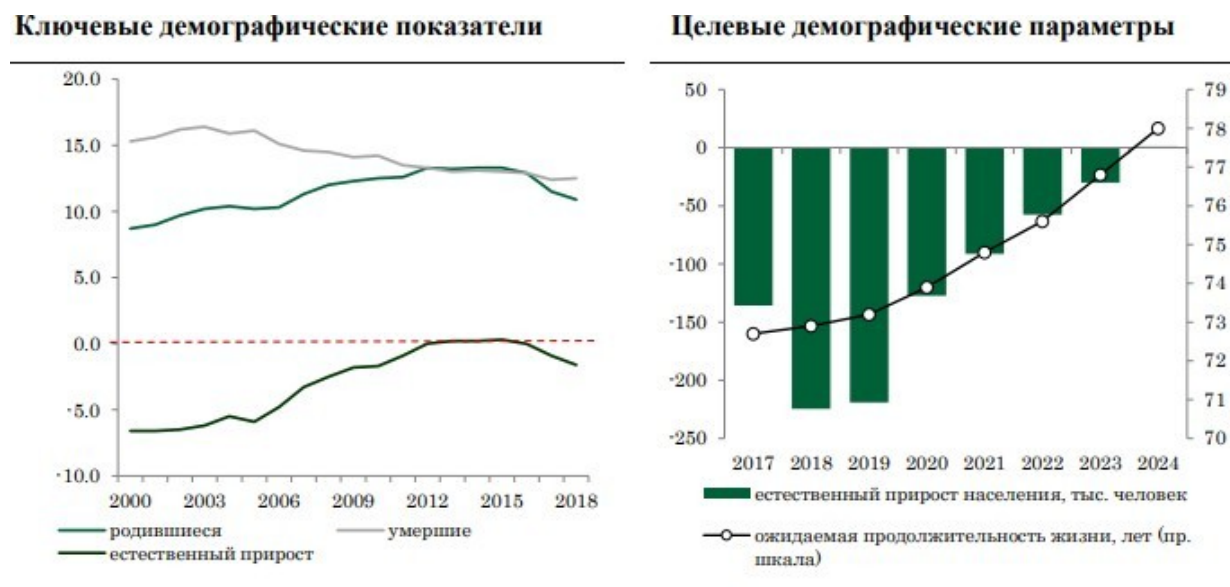 Ключевые демографические показатели
20.0
15.0
10.0
5.0
0.0
-5.0
-10.0
2000 2003 2006 2009 2012 2015 2018
родившиеся умершие
естественный прирост
Целевые демографические параметры
50
0
-50
-100
-150
-200
-250
79
78
77
76
75
74
73
72
71
70
2017 2018 2019 2020 2021 2022 2023 2024
естественный прирост населения, тыс. человек
ожидаемая продолжительность жизни, лет (пр.
шкала)